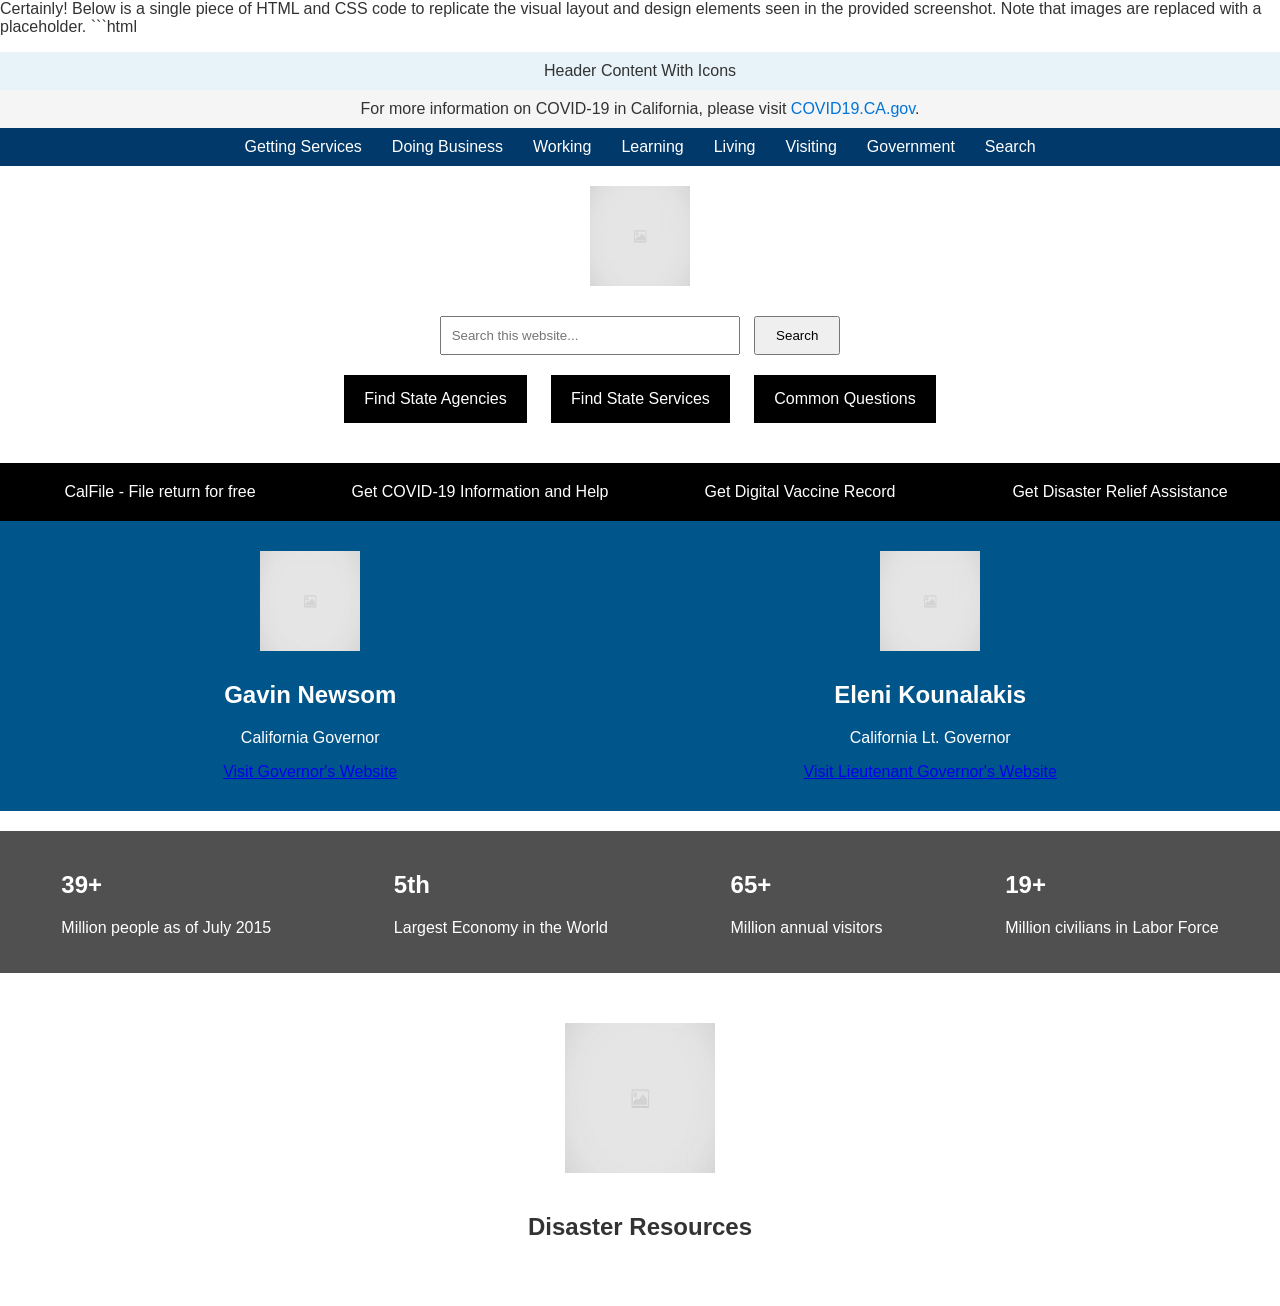 Certainly! Below is a single piece of HTML and CSS code to replicate the visual layout and design elements seen in the provided screenshot. Note that images are replaced with a
placeholder. ```html
Header Content With Icons
For more information on COVID-19 in California, please visit COVID19.CA.gov.
Getting Services Doing Business Working Learning Living Visiting Government Search
Search this website... Search
Find State Agencies Find State Services Common Questions
CalFile - File return for free Get COVID-19 Information and Help Get Digital Vaccine Record Get Disaster Relief Assistance
Gavin Newsom Eleni Kounalakis
California Governor California Lt. Governor
Visit Governor's Website Visit Lieutenant Governor's Website
39+ 5th 65+ 19+
Million people as of July 2015 Largest Economy in the World Million annual visitors Million civilians in Labor Force
Disaster Resources